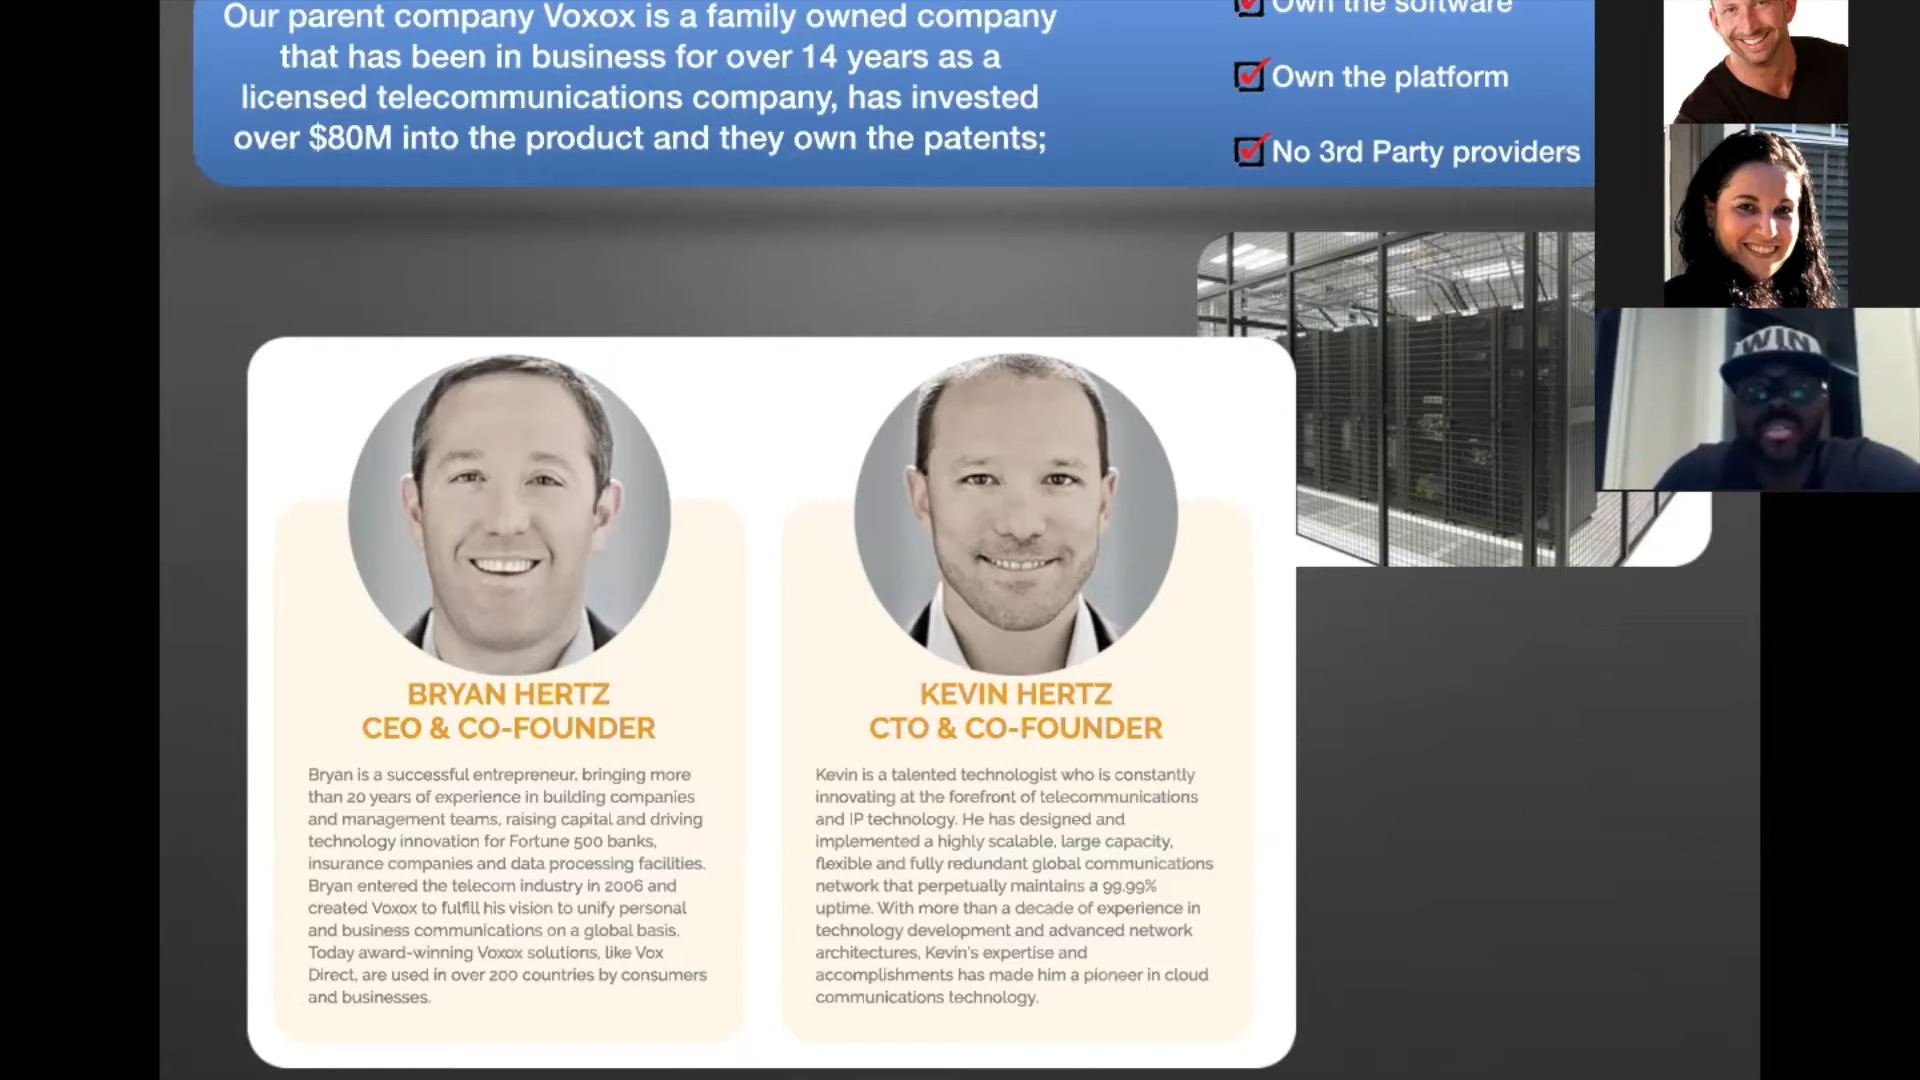 Our parent company Voxox is a family owned company
that has been in business for over 14 years as a
licensed telecommunications company, has invested
over $80M into the product and they own the patents;
Own the software
Own the platform
No 3rd Party providers
WIN
BRYAN HERTZ
CEO & CO-FOUNDER
Bryan is a successful entrepreneur, bringing more
than 20 years of experience in building companies
and management teams, raising capital and driving
technology innovation for Fortune 500 banks,
insurance companies and data processing facilities.
Bryan entered the telecom industry in 2006 and
created Voxox to fulfill his vision to unify personal
and business communications on a global basis.
Today award-winning Voxox solutions, like Vox
Direct, are used in over 200 countries by consumers
and businesses.
KEVIN HERTZ
CTO & CO-FOUNDER
Kevin is a talented technologist who is constantly
innovating at the forefront of telecommunications
and IP technology. He has designed and
implemented a highly scalable, large capacity,
flexible and fully redundant global communications
network that perpetually maintains a 99.99%
uptime. With more than a decade of experience in
technology development and advanced network
architectures, Kevin's expertise and
accomplishments has made him a pioneer in cloud
communications technology.